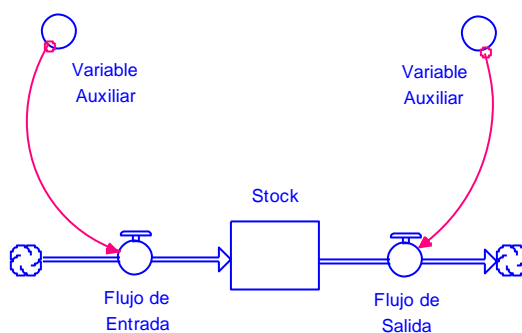 Variable
Auxiliar
Variable
Auxiliar
Stock
Flujo de
Entrada
Flujo de
Salida